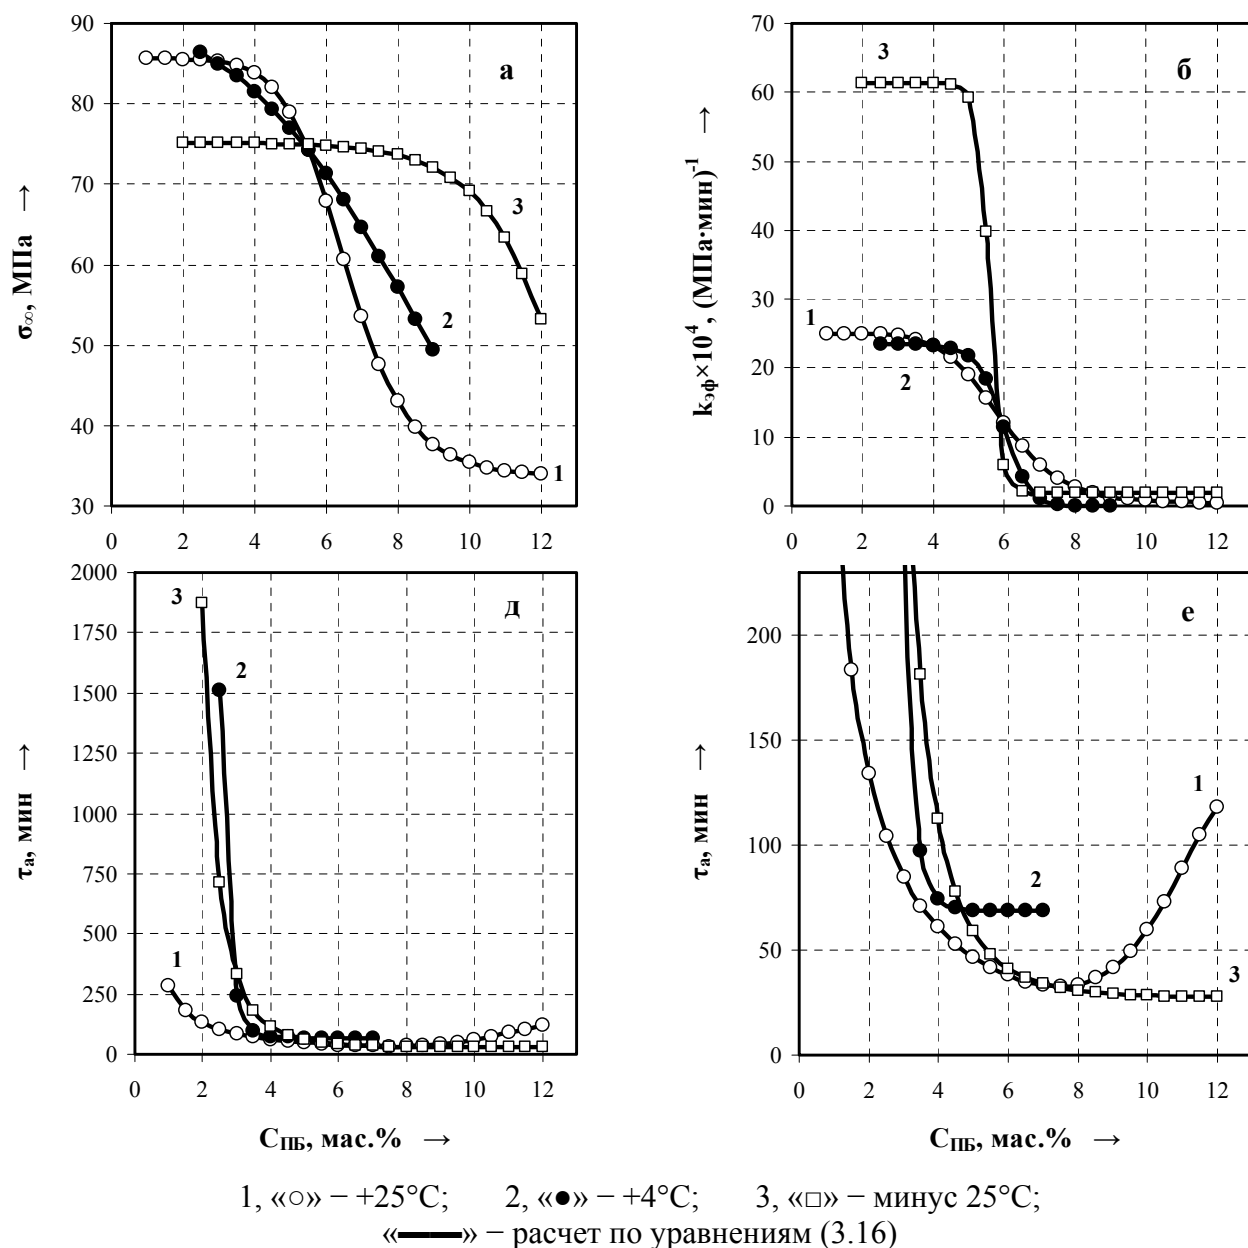 90
80
70
60
50
40
30
0 2 4 6 8 10 12
σ∞, МПа →
а
3
2
1
70
60
50
40
30
20
10
0
0 2 4 6 8 10 12
kэф×10⁴, (МПа·мин)⁻¹ →
б
3
1
2
2000
1750
1500
1250
1000
750
500
250
0
0 2 4 6 8 10 12
τа, мин →
д
3
2
1
CПБ, мас.% →
200
150
100
50
0
0 2 4 6 8 10 12
τа, мин →
е
1
2
3
CПБ, мас.% →
1, «○» − +25°C; 2, «●» − +4°C; 3, «□» − минус 25°C;
«——» − расчет по уравнениям (3.16)